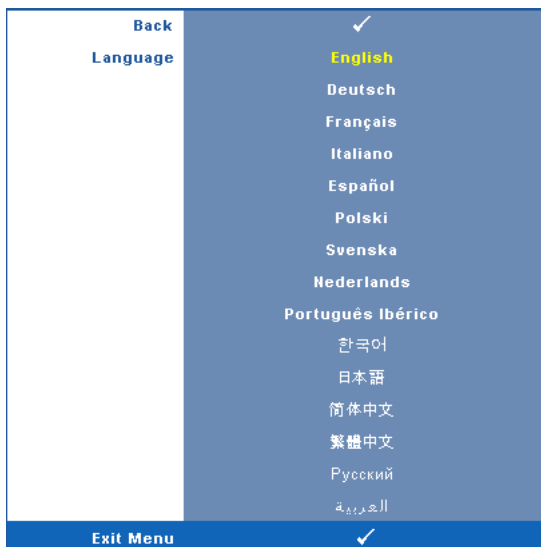 Back ✓
Language English
Deutsch
Français
Italiano
Español
Polski
Svenska
Nederlands
Português Ibérico
한국어
日本語
简体中文
繁體中文
Русский
العربية
Exit Menu ✓